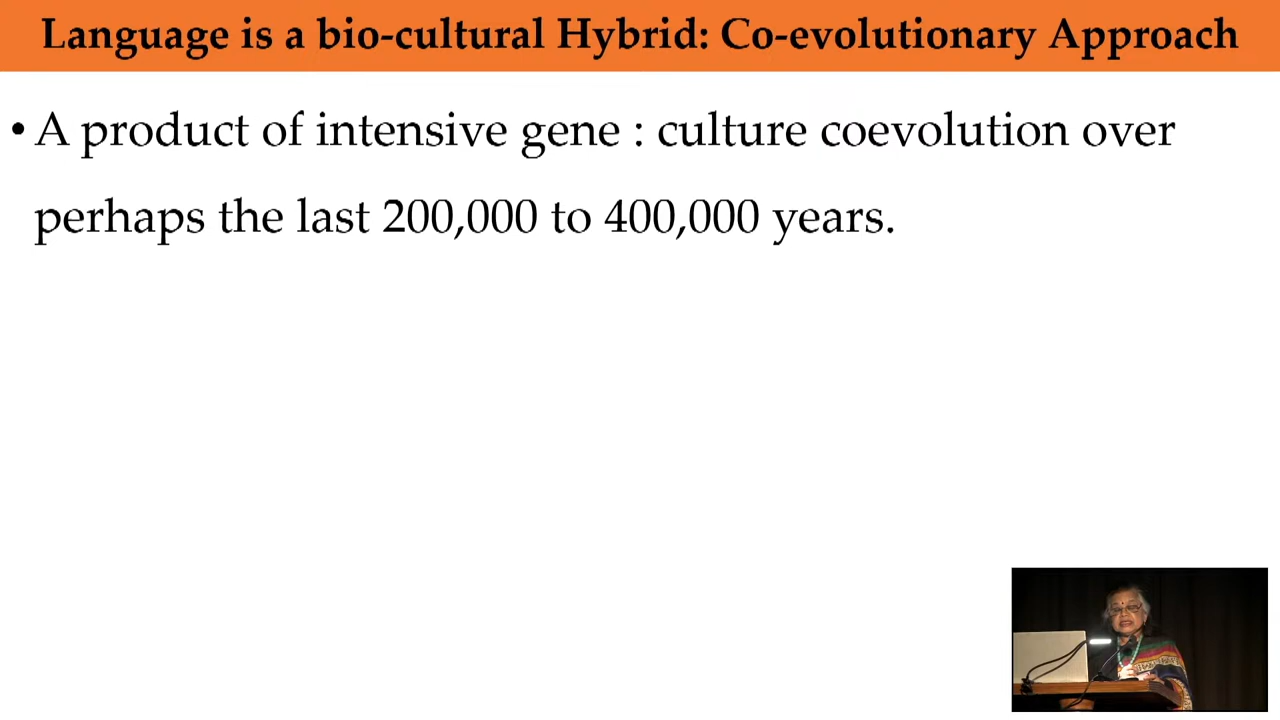 Language is a bio-cultural Hybrid: Co-evolutionary Approach
• A product of intensive gene : culture coevolution over
perhaps the last 200,000 to 400,000 years.